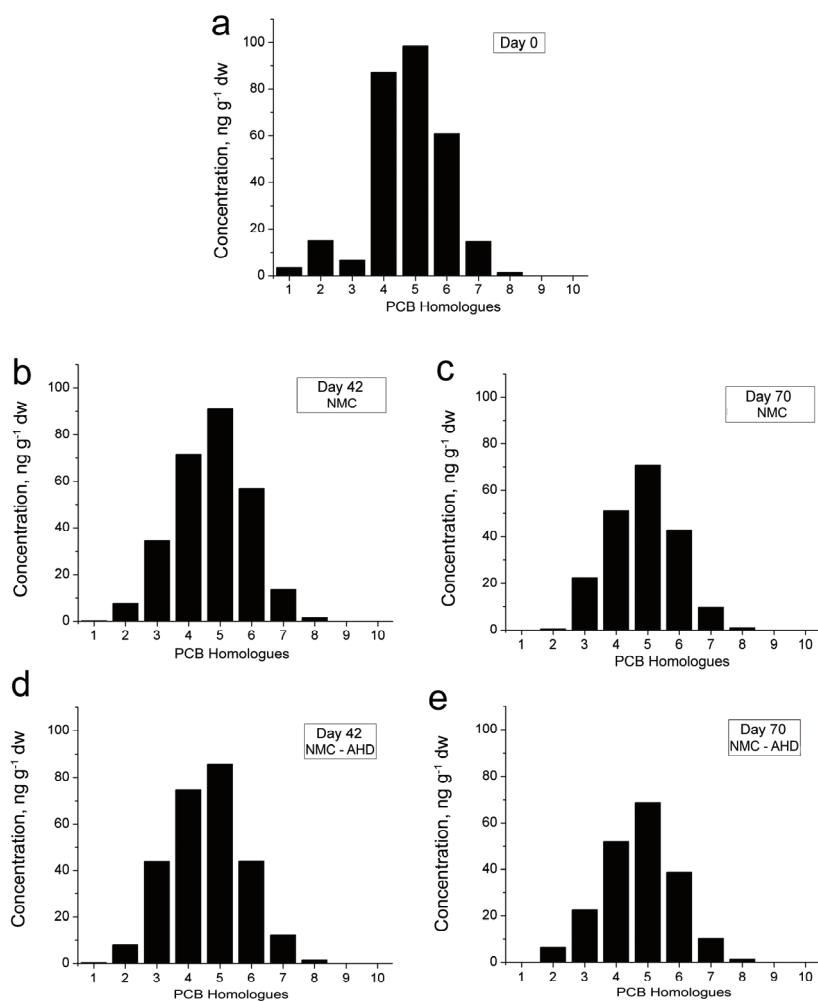 a
Day 0
Concentration, ng g⁻¹ dw
100
80
60
40
20
0
1 2 3 4 5 6 7 8 9 10
PCB Homologues
b
Day 42
NMC
Concentration, ng g⁻¹ dw
100
80
60
40
20
0
1 2 3 4 5 6 7 8 9 10
PCB Homologues
c
Day 70
NMC
Concentration, ng g⁻¹ dw
100
80
60
40
20
0
1 2 3 4 5 6 7 8 9 10
PCB Homologues
d
Day 42
NMC - AHD
Concentration, ng g⁻¹ dw
100
80
60
40
20
0
1 2 3 4 5 6 7 8 9 10
PCB Homologues
e
Day 70
NMC - AHD
Concentration, ng g⁻¹ dw
100
80
60
40
20
0
1 2 3 4 5 6 7 8 9 10
PCB Homologues